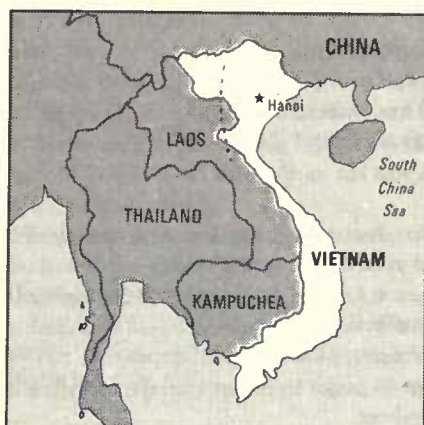 CHINA
Hanoi
LAOS
South
China
Sea
THAILAND
VIETNAM
KAMPUCHEA